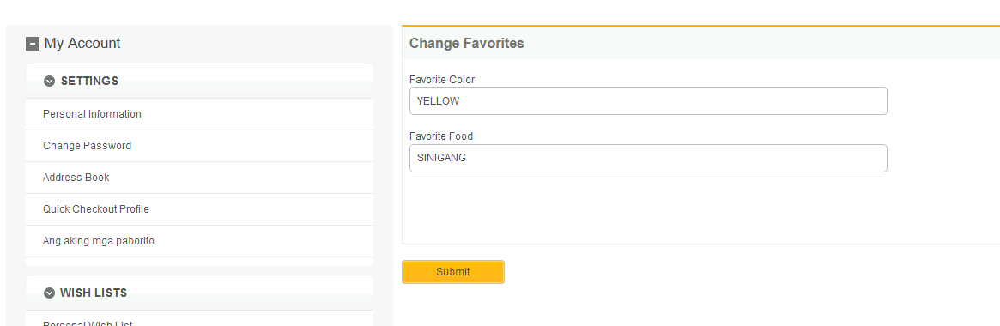 My Account
SETTINGS
Personal Information
Change Password
Address Book
Quick Checkout Profile
Ang aking mga paborito
WISH LISTS
Personal Wish List
Change Favorites
Favorite Color
YELLOW
Favorite Food
SINIGANG
Submit